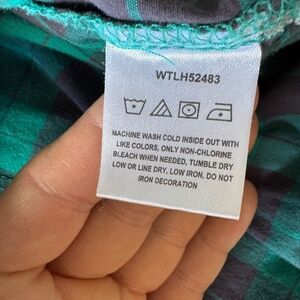 WTLH52483
MACHINE WASH COLD INSIDE OUT WITH
LIKE COLORS, ONLY NON-CHLORINE
BLEACH WHEN NEEDED, TUMBLE DRY
LOW OR LINE DRY, LOW IRON, DO NOT
IRON DECORATION